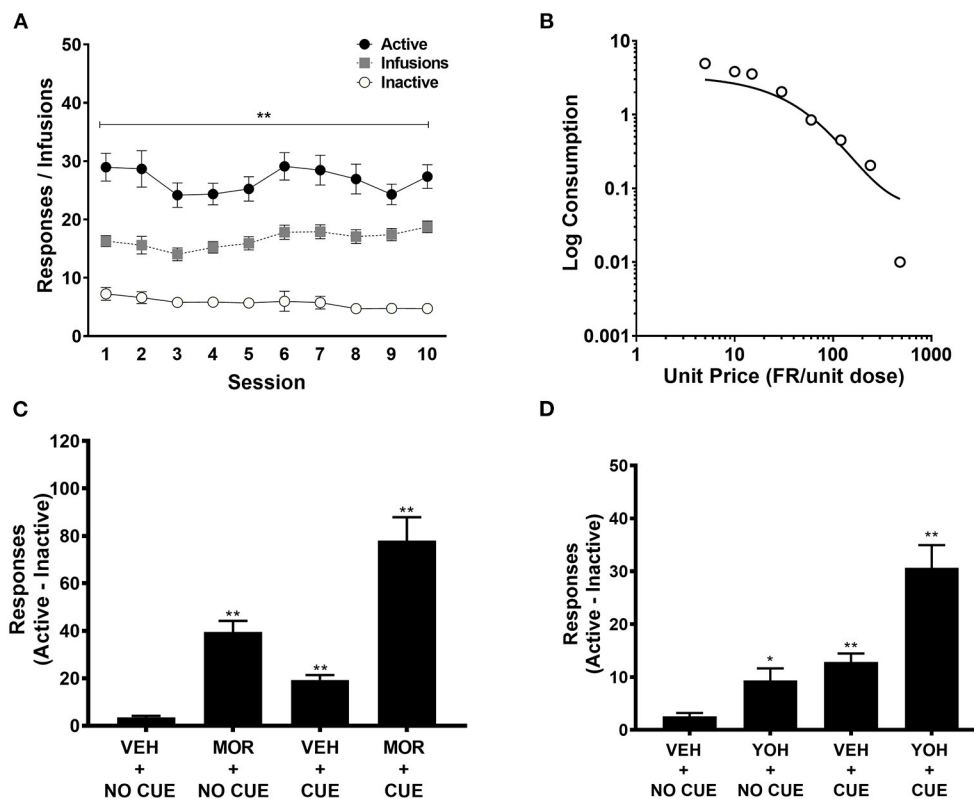 A
50
40
30
20
10
0
Responses / Infusions
Active
Infusions
Inactive
**
1 2 3 4 5 6 7 8 9 10
Session
B
10
1
0.1
0.01
0.001
Log Consumption
1 10 100 1000
Unit Price (FR/unit dose)
C
120
100
80
60
40
20
0
Responses
(Active - Inactive)
**
**
**
VEH MOR VEH MOR
+ + + +
NO CUE NO CUE CUE CUE
D
50
40
30
20
10
0
Responses
(Active - Inactive)
*
**
**
VEH YOH VEH YOH
+ + + +
NO CUE NO CUE CUE CUE